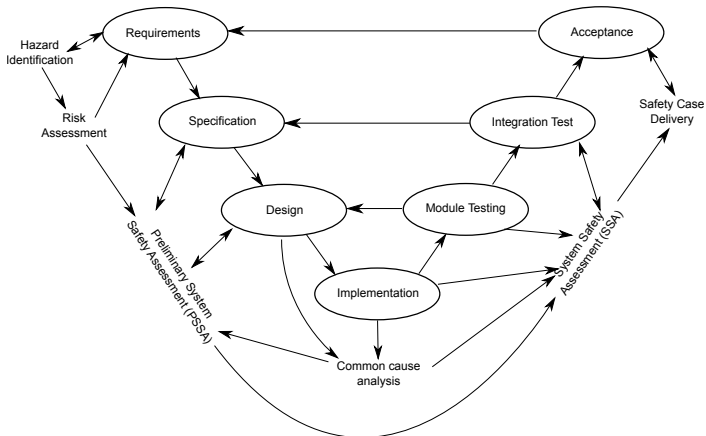 Requirements
Acceptance
Hazard
Identification
Risk
Assessment
Safety Case
Delivery
Specification
Integration Test
Design
Module Testing
Preliminary System
Safety Assessment (PSSA)
System Safety
Assessment (SSA)
Implementation
Common cause
analysis